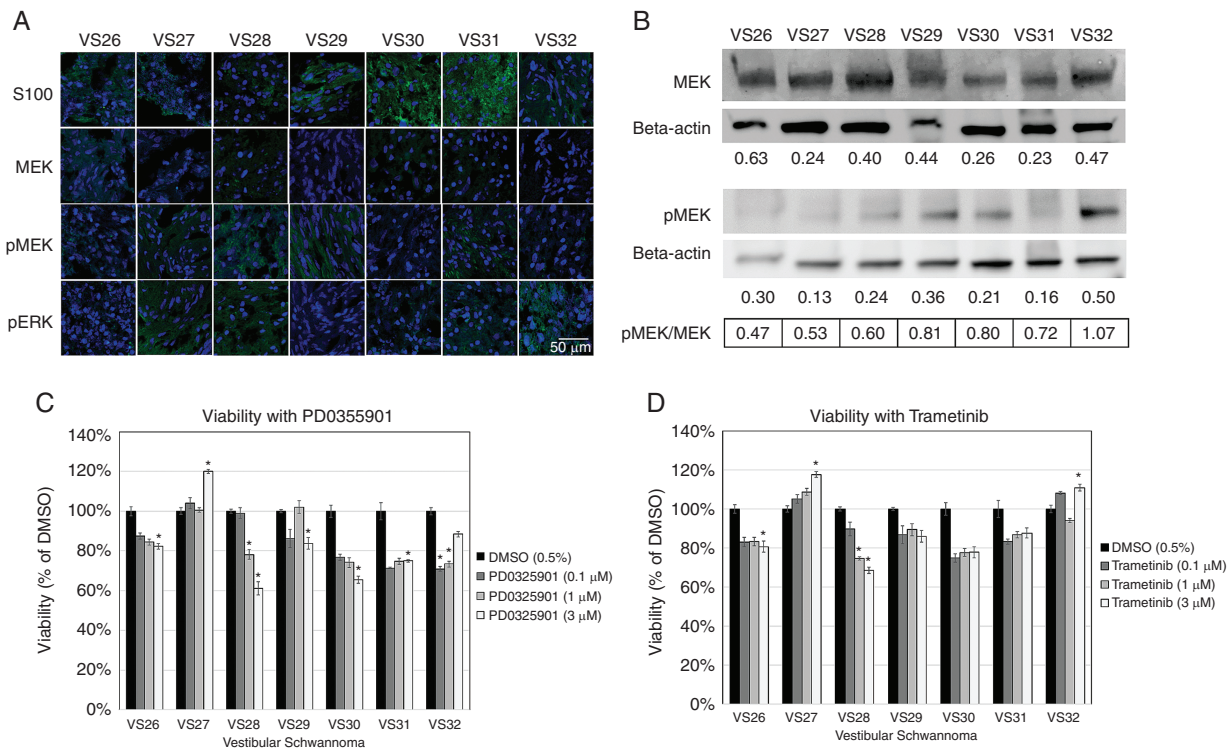 A
VS26 VS27 VS28 VS29 VS30 VS31 VS32
S100
MEK
pMEK
pERK
50 μm
B
VS26 VS27 VS28 VS29 VS30 VS31 VS32
MEK
Beta-actin
0.63 0.24 0.40 0.44 0.26 0.23 0.47
pMEK
Beta-actin
0.30 0.13 0.24 0.36 0.21 0.16 0.50
pMEK/MEK 0.47 0.53 0.60 0.81 0.80 0.72 1.07
C
Viability with PD0355901
Viability (% of DMSO)
140%
120%
100%
80%
60%
40%
20%
0%
* * * * * * * *
DMSO (0.5%)
PD0325901 (0.1 μM)
PD0325901 (1 μM)
PD0325901 (3 μM)
VS26 VS27 VS28 VS29 VS30 VS31 VS32
Vestibular Schwannoma
D
Viability with Trametinib
Viability (% of DMSO)
140%
120%
100%
80%
60%
40%
20%
0%
* * * * *
DMSO (0.5%)
Trametinib (0.1 μM)
Trametinib (1 μM)
Trametinib (3 μM)
VS26 VS27 VS28 VS29 VS30 VS31 VS32
Vestibular Schwannoma